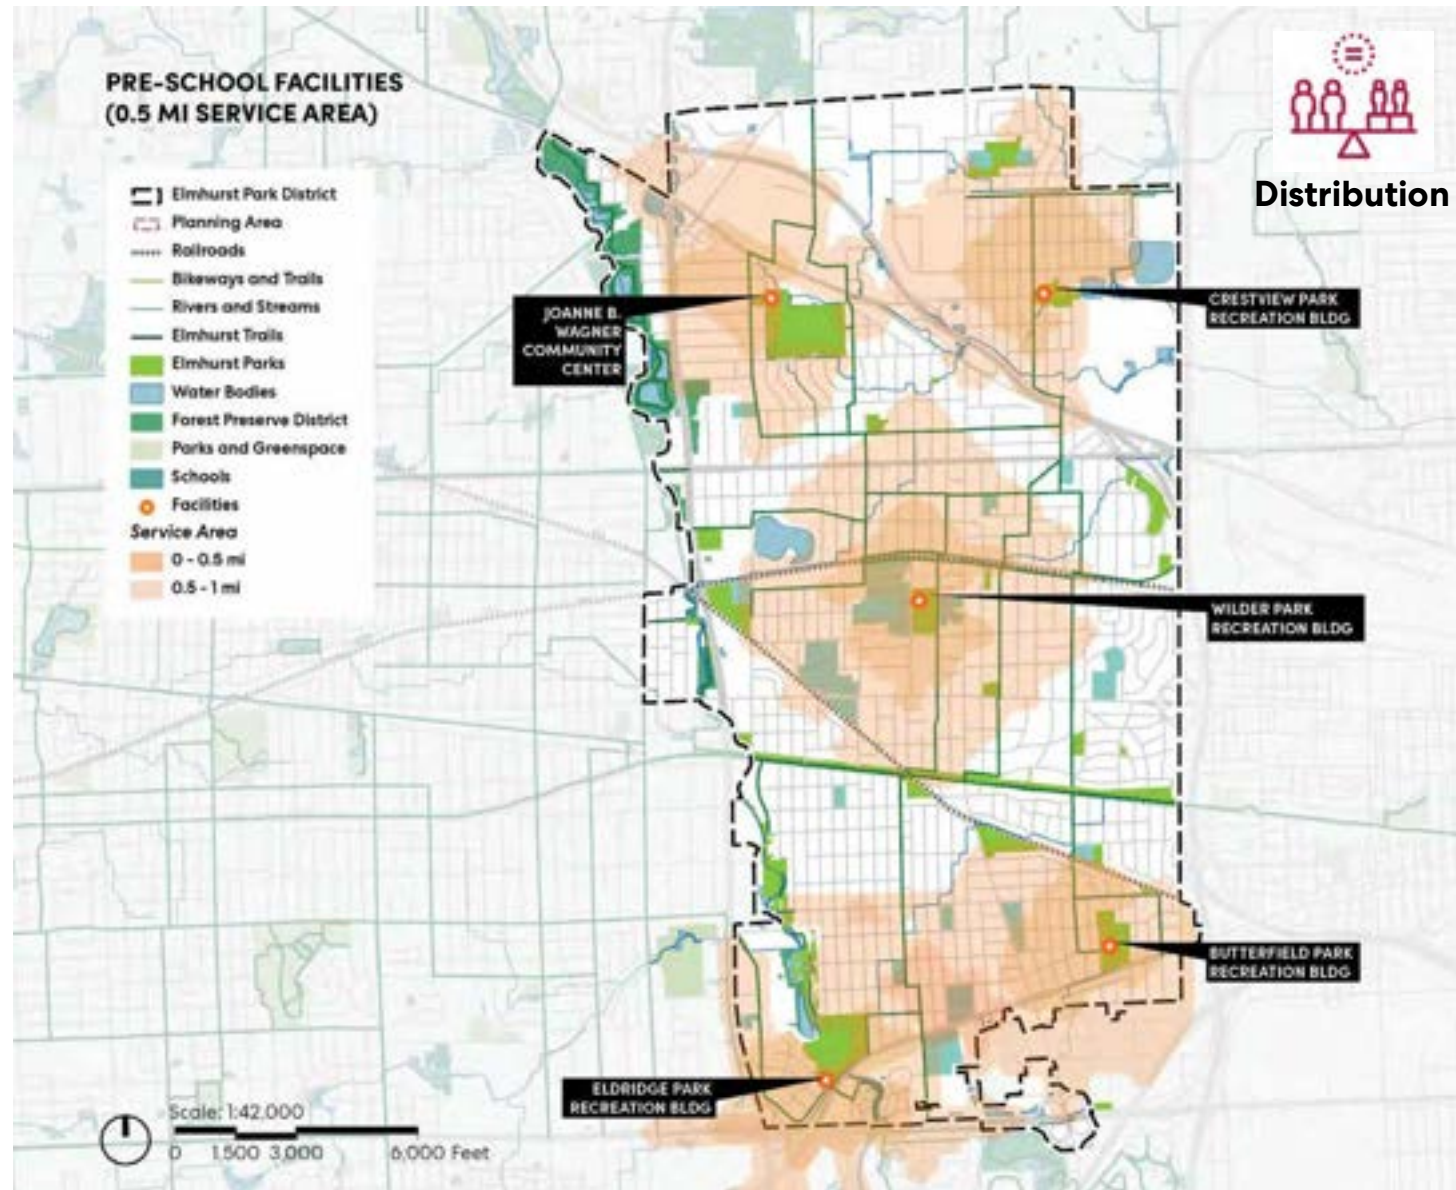 PRE-SCHOOL FACILITIES
(0.5 MI SERVICE AREA)
Elmhurst Park District
Planning Area
Railroads
Bikeways and Trails
Rivers and Streams
Elmhurst Trails
Elmhurst Parks
Water Bodies
Forest Preserve District
Parks and Greenspace
Schools
Facilities
Service Area
0 - 0.5 mi
0.5 - 1 mi
Distribution
JOANNE B.
WAGNER
COMMUNITY
CENTER
CRESTVIEW PARK
RECREATION BLDG
WILDER PARK
RECREATION BLDG
BUTTERFIELD PARK
RECREATION BLDG
ELDRIDGE PARK
RECREATION BLDG
Scale: 1:42,000
0 1,500 3,000 6,000 Feet